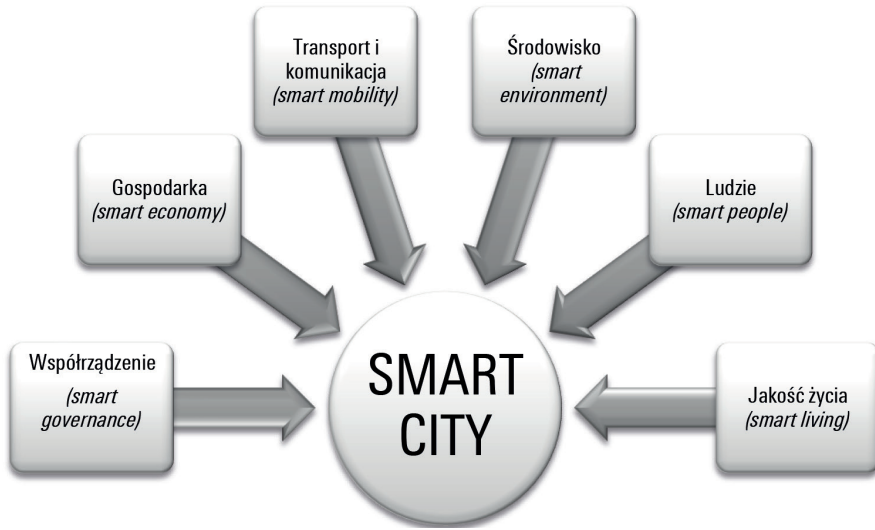 Transport i
komunikacja
(smart mobility)
Środowisko
(smart
environment)
Gospodarka
(smart economy)
Ludzie
(smart people)
Współrządzenie
(smart
governance)
SMART
CITY
Jakość życia
(smart living)